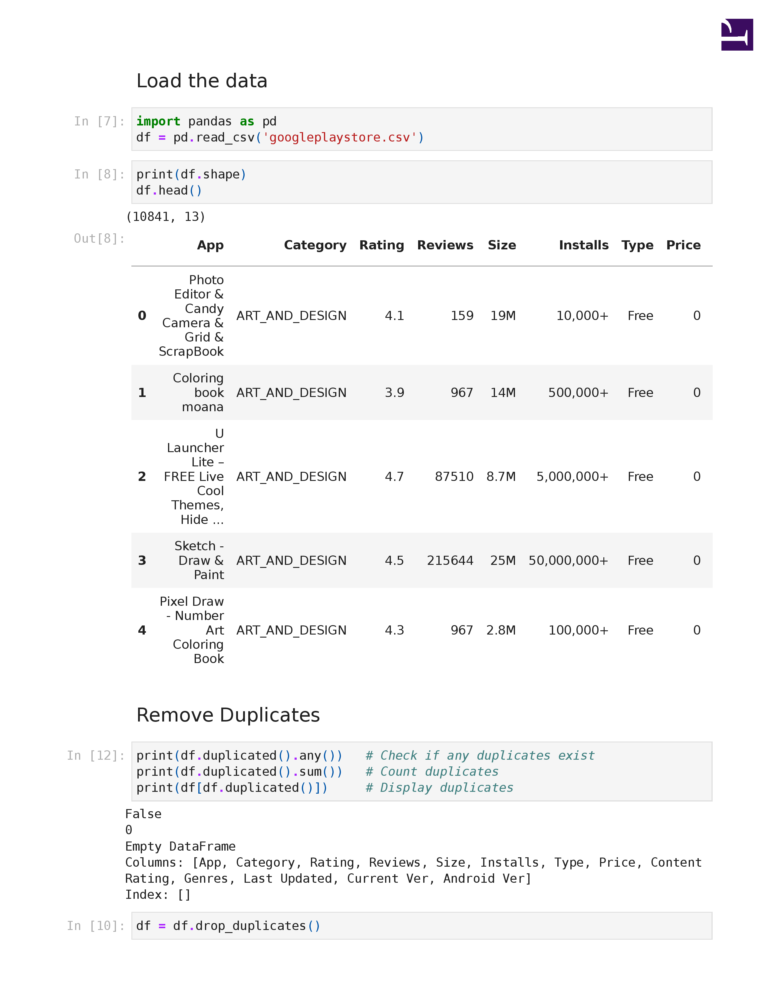 Load the data
In [7]:
import pandas as pd
df = pd.read_csv('googleplaystore.csv')
In [8]:
print(df.shape)
df.head()
(10841, 13)
Out[8]:
App Category Rating Reviews Size Installs Type Price
Photo
Editor &
Candy
0 Camera & ART_AND_DESIGN 4.1 159 19M 10,000+ Free 0
Grid &
ScrapBook
Coloring
1 book ART_AND_DESIGN 3.9 967 14M 500,000+ Free 0
moana
U
Launcher
Lite –
2 FREE Live ART_AND_DESIGN 4.7 87510 8.7M 5,000,000+ Free 0
Cool
Themes,
Hide ...
Sketch -
3 Draw & ART_AND_DESIGN 4.5 215644 25M 50,000,000+ Free 0
Paint
Pixel Draw
- Number
4 Art ART_AND_DESIGN 4.3 967 2.8M 100,000+ Free 0
Coloring
Book
Remove Duplicates
In [12]:
print(df.duplicated().any())   # Check if any duplicates exist
print(df.duplicated().sum())   # Count duplicates
print(df[df.duplicated()])     # Display duplicates
False
0
Empty DataFrame
Columns: [App, Category, Rating, Reviews, Size, Installs, Type, Price, Content
Rating, Genres, Last Updated, Current Ver, Android Ver]
Index: []
In [10]:
df = df.drop_duplicates()